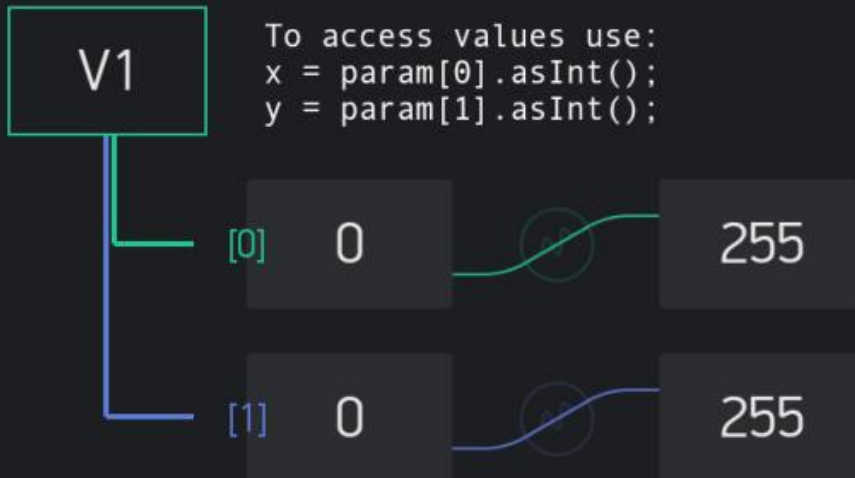 V1
To access values use:
x = param[0].asInt();
y = param[1].asInt();
[0] 0 255
[1] 0 255